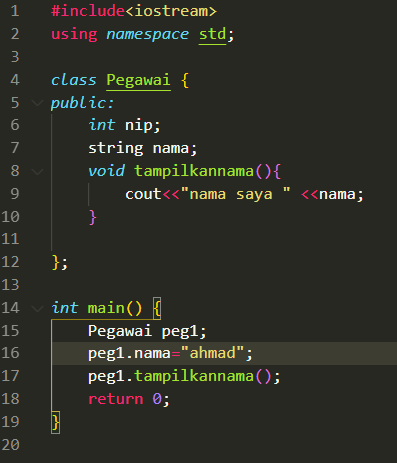 1 #include<iostream>
2 using namespace std;
3
4 class Pegawai {
5 public:
6     int nip;
7     string nama;
8     void tampilkannama(){
9         cout<<"nama saya " <<nama;
10     }
11
12 };
13
14 int main() {
15     Pegawai peg1;
16     peg1.nama="ahmad";
17     peg1.tampilkannama();
18     return 0;
19 }
20